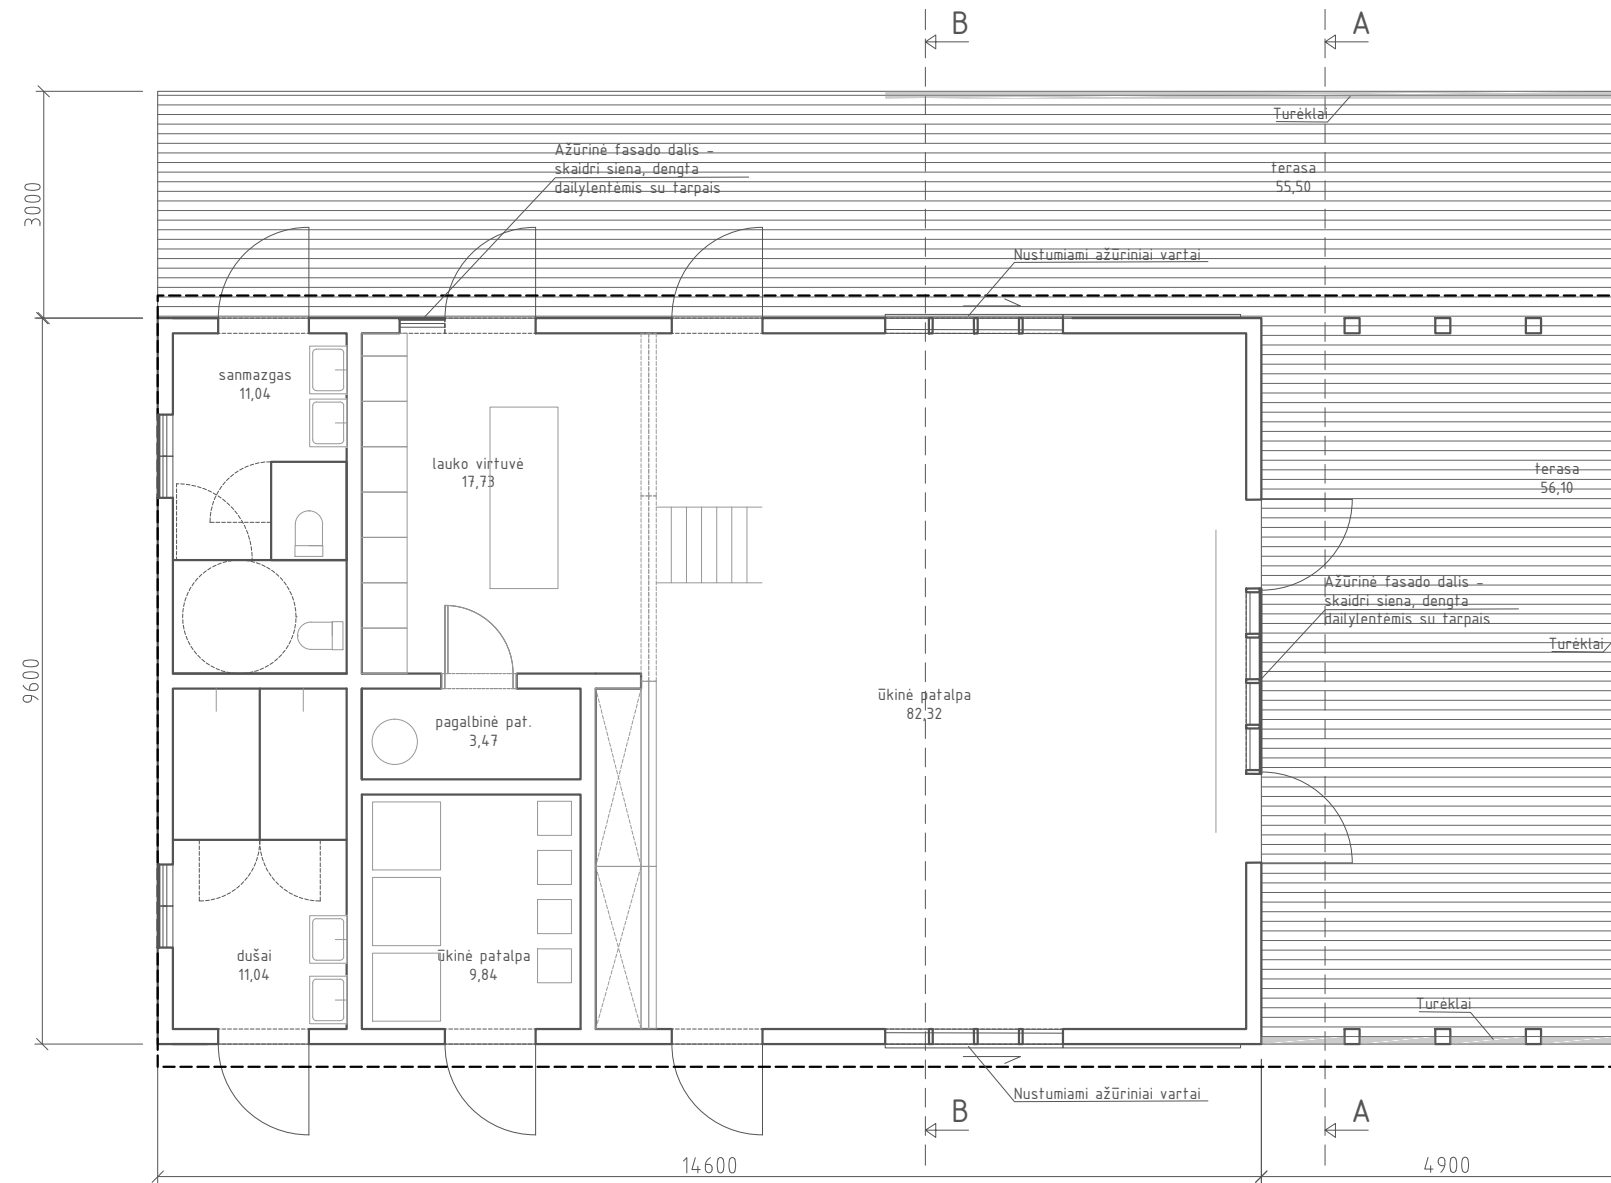 B
A
3000
Turėklai
Ažūrinė fasado dalis -
skaidri siena, dengta
dailylentėmis su tarpais
terasa
55,50
Nustumiami ažūriniai vartai
sanmazgas
11,04
lauko virtuvė
17,73
terasa
56,10
Ažūrinė fasado dalis -
skaidri siena, dengta
dailylentėmis su tarpais
Turėklai
9600
ūkinė patalpa
82,32
pagalbinė pat.
3,47
dušai
11,04
ūkinė patalpa
9,84
Turėklai
Nustumiami ažūriniai vartai
B
A
14600
4900